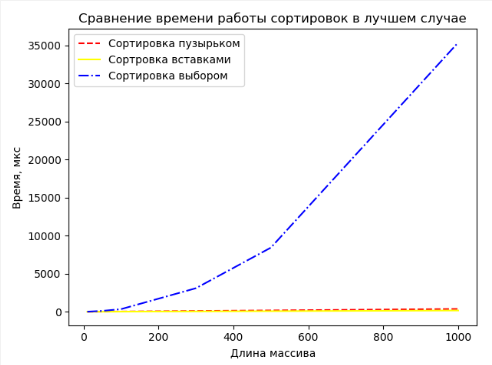 Сравнение времени работы сортировок в лучшем случае
35000
30000
25000
20000
15000
10000
5000
0
Время, мкс
Сортировка пузырьком
Сортровка вставками
Сортировка выбором
0 200 400 600 800 1000
Длина массива